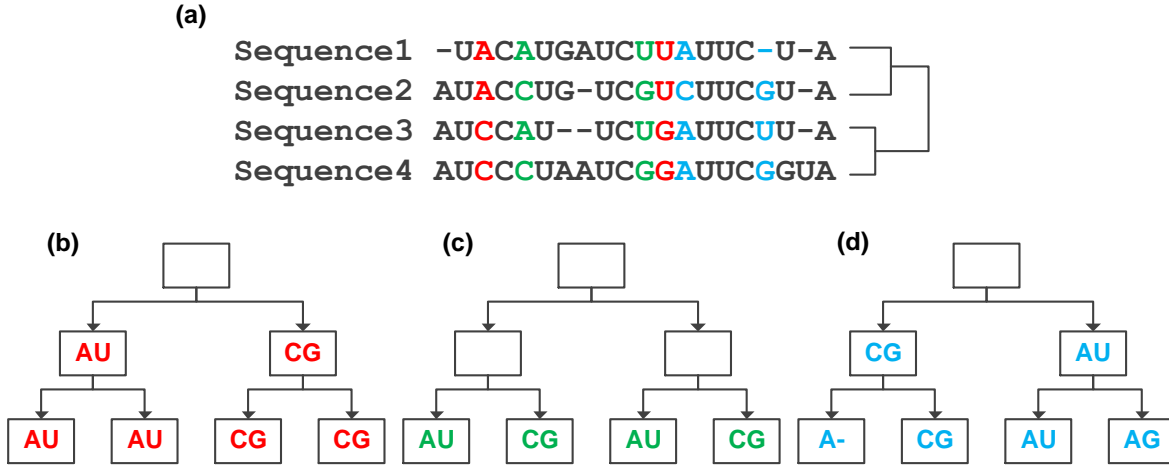 (a)
Sequence1 -UACAUGAUCUUAUUC-U-A
Sequence2 AUACCUG-UCGUCUUCGU-A
Sequence3 AUCCAU--UCUGAUUCUU-A
Sequence4 AUCCCUAAUCGGAUUCGGUA
(b) (c) (d)
AU CG CG AU
AU AU CG CG AU CG AU CG A- CG AU AG